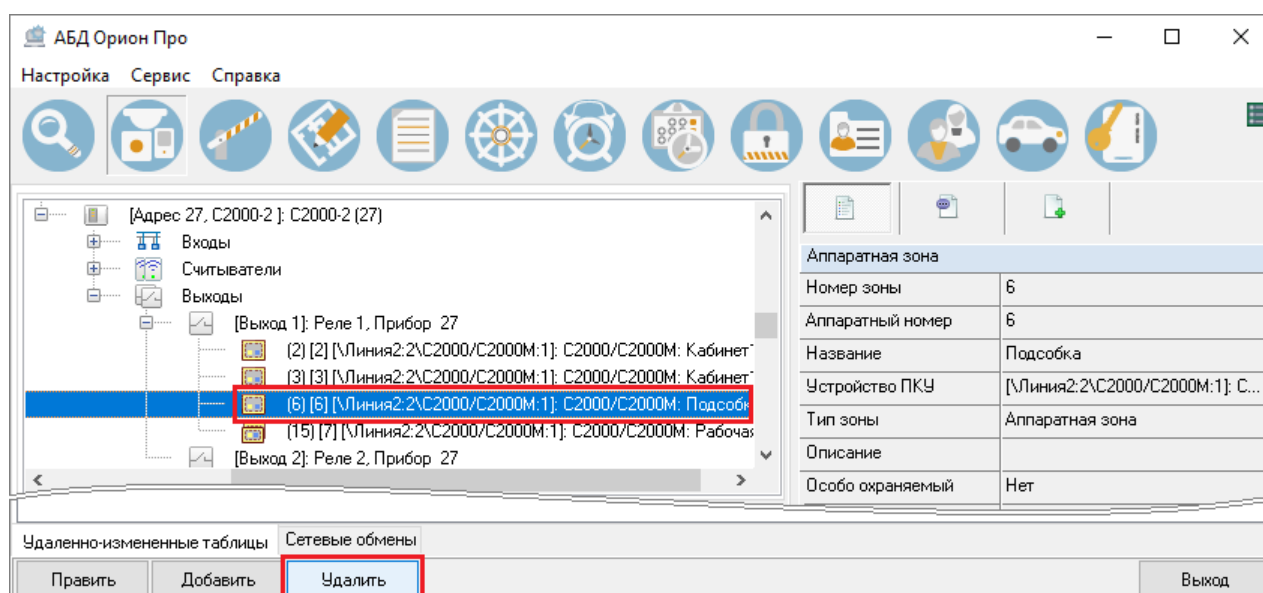 АБД Орион Про
Настройка Сервис Справка
[Адрес 27, С2000-2 ]: С2000-2 (27)
Входы
Считыватели
Выходы
[Выход 1]: Реле 1, Прибор 27
(2) [2] [\Линия2:2\С2000/С2000М:1]: С2000/С2000М: Кабинет
(3) [3] [\Линия2:2\С2000/С2000М:1]: С2000/С2000М: Кабинет
(6) [6] [\Линия2:2\С2000/С2000М:1]: С2000/С2000М: Подсобк
(15) [7] [\Линия2:2\С2000/С2000М:1]: С2000/С2000М: Рабочая
[Выход 2]: Реле 2, Прибор 27
Аппаратная зона
Номер зоны 6
Аппаратный номер 6
Название Подсобка
Устройство ПКУ [\Линия2:2\С2000/С2000М:1]: С...
Тип зоны Аппаратная зона
Описание
Особо охраняемый Нет
Удаленно-измененные таблицы Сетевые обмены
Править Добавить Удалить Выход